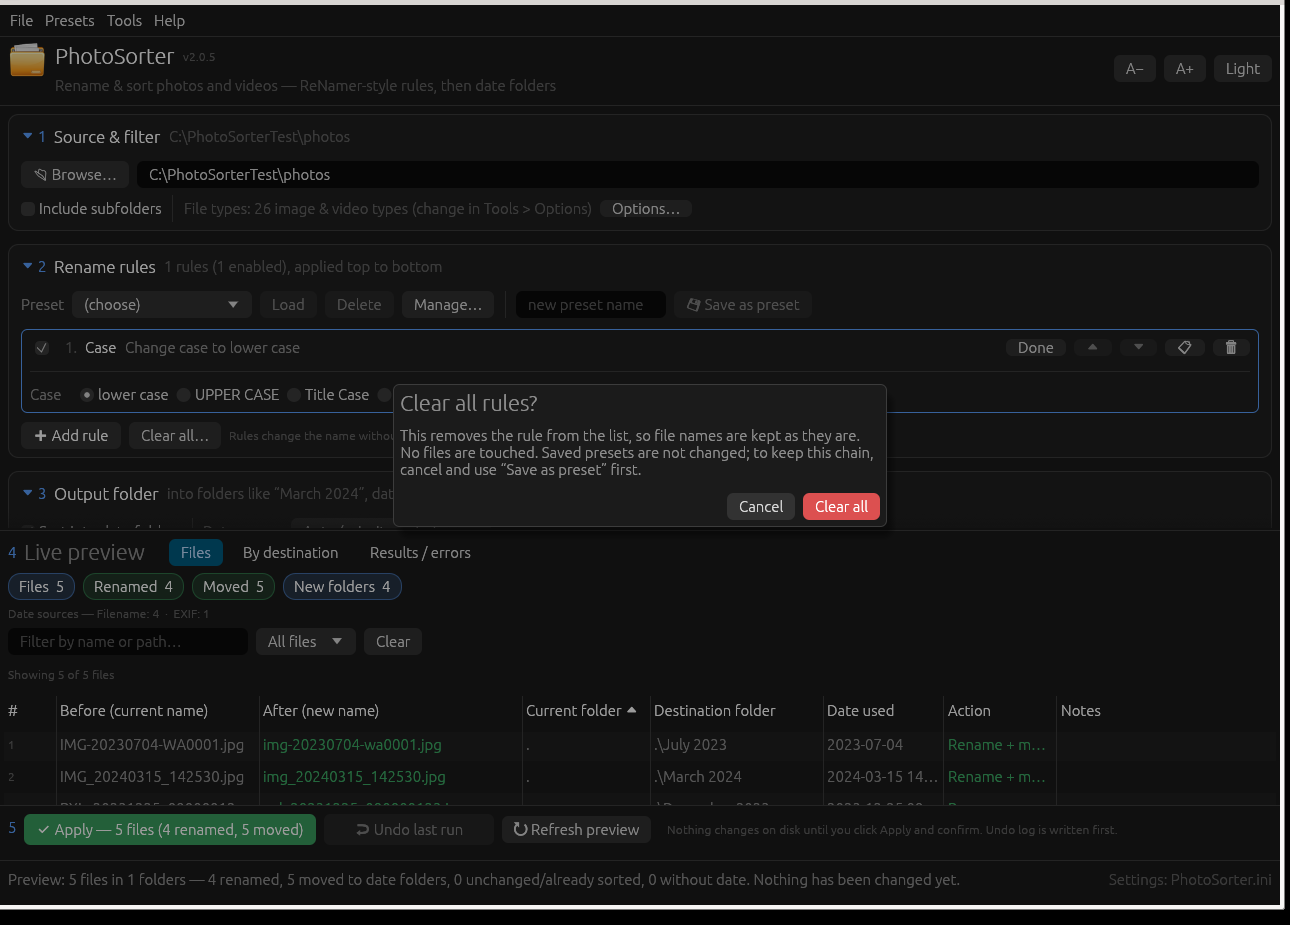 File Presets Tools Help
PhotoSorter v2.0.5
Rename & sort photos and videos — ReNamer-style rules, then date folders
A− A+ Light
1 Source & filter C:\PhotoSorterTest\photos
Browse… C:\PhotoSorterTest\photos
Include subfolders File types: 26 image & video types (change in Tools > Options) Options…
2 Rename rules 1 rules (1 enabled), applied top to bottom
Preset (choose) Load Delete Manage… new preset name Save as preset
1. Case Change case to lower case Done
Case lower case UPPER CASE Title Case
+ Add rule Clear all… Rules change the name withou
Clear all rules?
This removes the rule from the list, so file names are kept as they are.
No files are touched. Saved presets are not changed; to keep this chain,
cancel and use “Save as preset” first.
Cancel Clear all
3 Output folder into folders like “March 2024”, dat
4 Live preview Files By destination Results / errors
Files 5 Renamed 4 Moved 5 New folders 4
Date sources — Filename: 4 · EXIF: 1
Filter by name or path… All files Clear
Showing 5 of 5 files
# Before (current name) After (new name) Current folder Destination folder Date used Action Notes
1 IMG-20230704-WA0001.jpg img-20230704-wa0001.jpg . .\July 2023 2023-07-04 Rename + m…
2 IMG_20240315_142530.jpg img_20240315_142530.jpg . .\March 2024 2024-03-15 14… Rename + m…
5 Apply — 5 files (4 renamed, 5 moved) Undo last run Refresh preview Nothing changes on disk until you click Apply and confirm. Undo log is written first.
Preview: 5 files in 1 folders — 4 renamed, 5 moved to date folders, 0 unchanged/already sorted, 0 without date. Nothing has been changed yet. Settings: PhotoSorter.ini